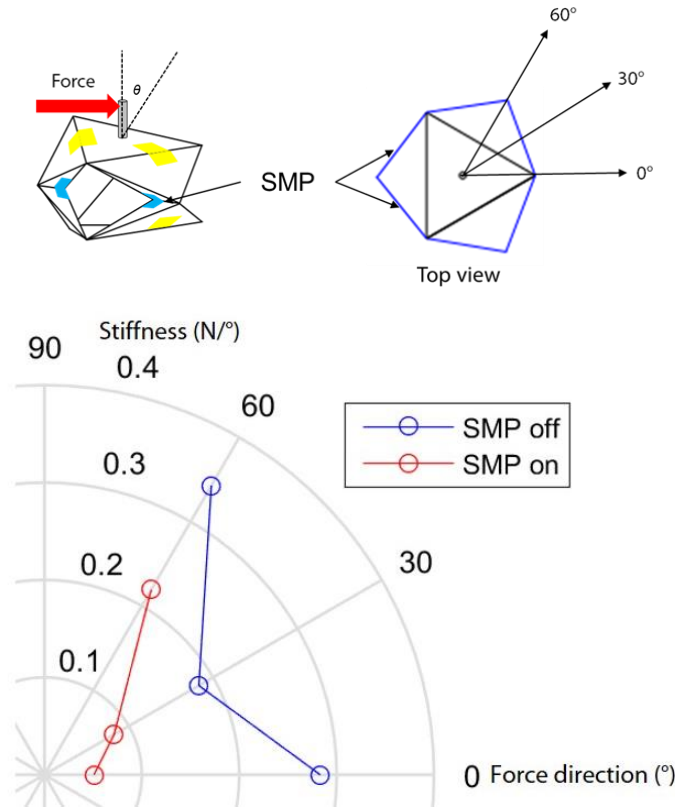 Force
θ
SMP
60°
30°
0°
Top view
Stiffness (N/°)
90
0.4
60
0.3
SMP off
SMP on
0.2
30
0.1
0 Force direction (°)